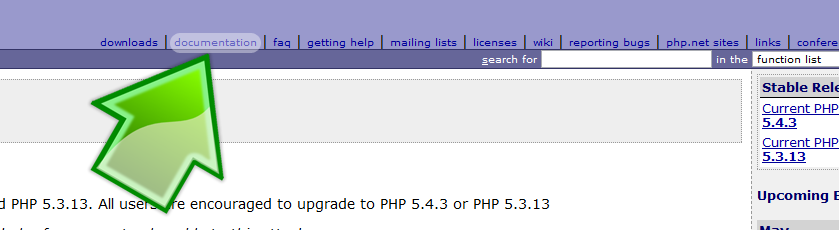 downloads | documentation | faq | getting help | mailing lists | licenses | wiki | reporting bugs | php.net sites | links | confere
search for in the function list
Stable Rele
Current PHP
5.4.3
Current PHP
5.3.13
d PHP 5.3.13. All users are encouraged to upgrade to PHP 5.4.3 or PHP 5.3.13
Upcoming E
May